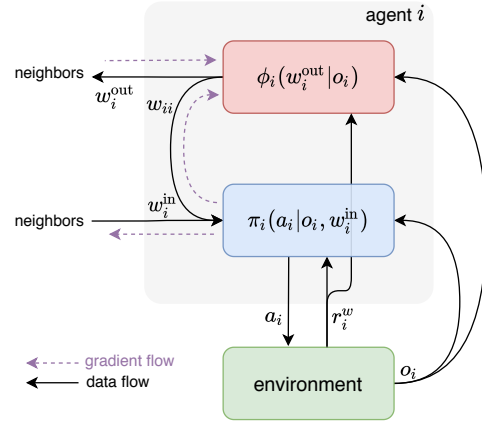 agent i
neighbors
ϕ_i(w_i^out|o_i)
w_i^out
w_ii
w_i^in
neighbors
π_i(a_i|o_i, w_i^in)
a_i
r_i^w
gradient flow
data flow
environment
o_i